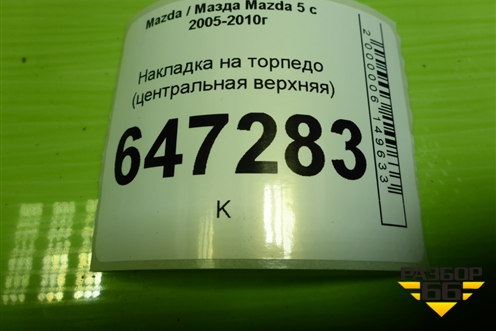 Mazda / Мазда Mazda 5 с
2005-2010г
Накладка на торпедо
(центральная верхняя)
647283
К
2000006149633
РАЗБОР
66